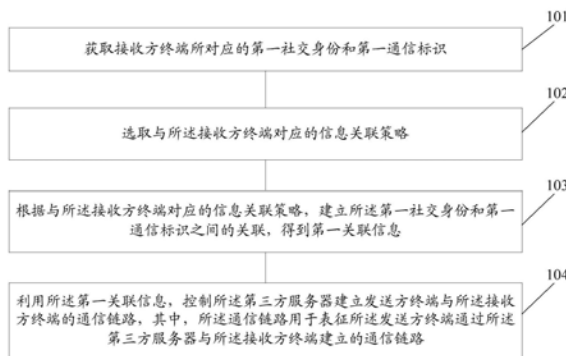 101
获取接收方终端所对应的第一社交身份和第一通信标识
102
选取与所述接收方终端对应的信息关联策略
103
根据与所述接收方终端对应的信息关联策略，建立所述第一社交身份和第一
通信标识之间的关联，得到第一关联信息
104
利用所述第一关联信息，控制所述第三方服务器建立发送方终端与所述接收
方终端的通信链路，其中，所述通信链路用于表征所述发送方终端通过所述
第三方服务器与所述接收方终端建立的通信链路